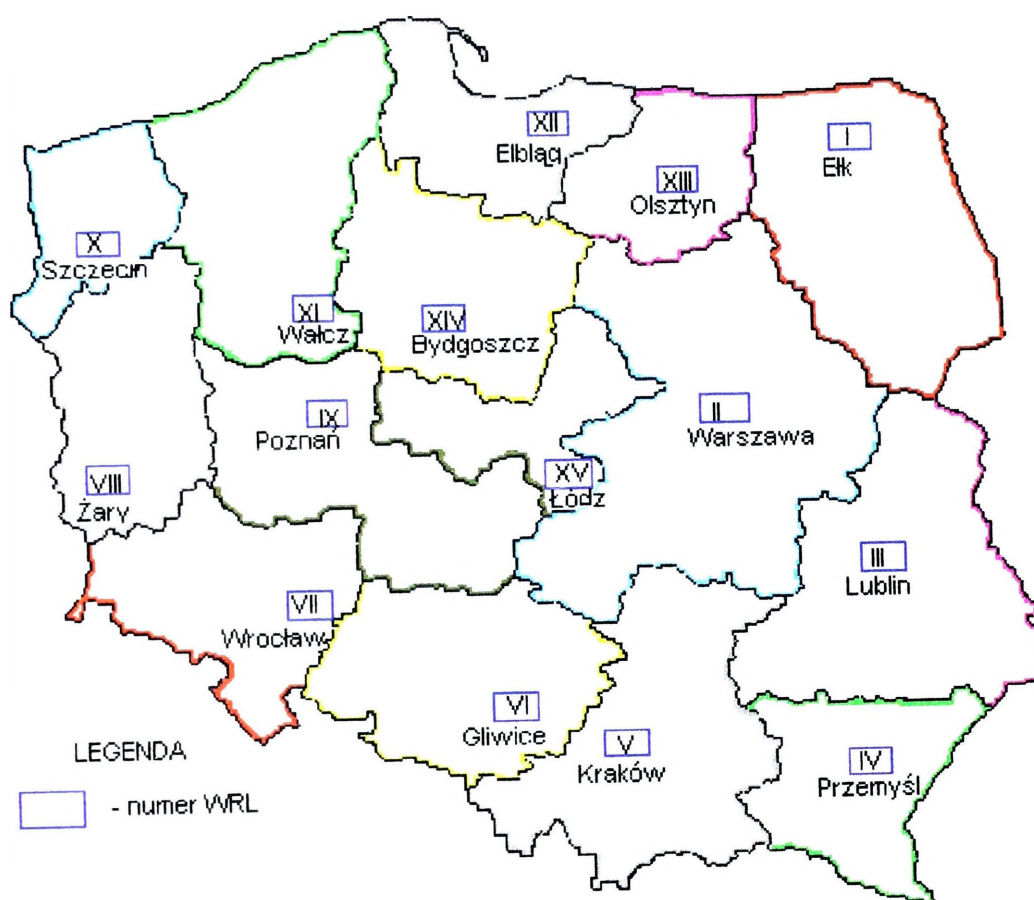 XII
Elbląg
I
Ełk
XIII
Olsztyn
X
Szczecin
XI
Wałcz
XIV
Bydgoszcz
IX
Poznań
II
Warszawa
VIII
Żary
XV
Łódz
III
Lublin
VII
Wrocław
VI
Gliwice
V
Kraków
IV
Przemyśl
LEGENDA
- numer WRL